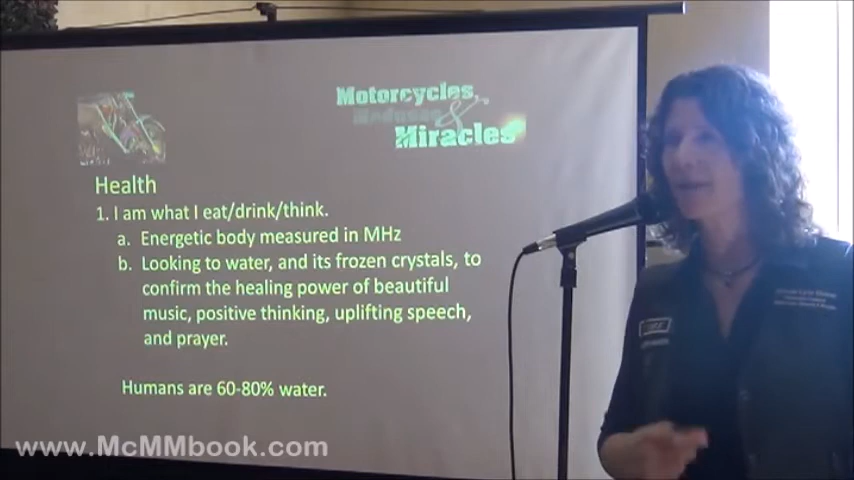 Motorcycles,
Medusas &
Miracles
Health
1. I am what I eat/drink/think.
a. Energetic body measured in MHz
b. Looking to water, and its frozen crystals, to
confirm the healing power of beautiful
music, positive thinking, uplifting speech,
and prayer.
Humans are 60-80% water.
www.McMMbook.com